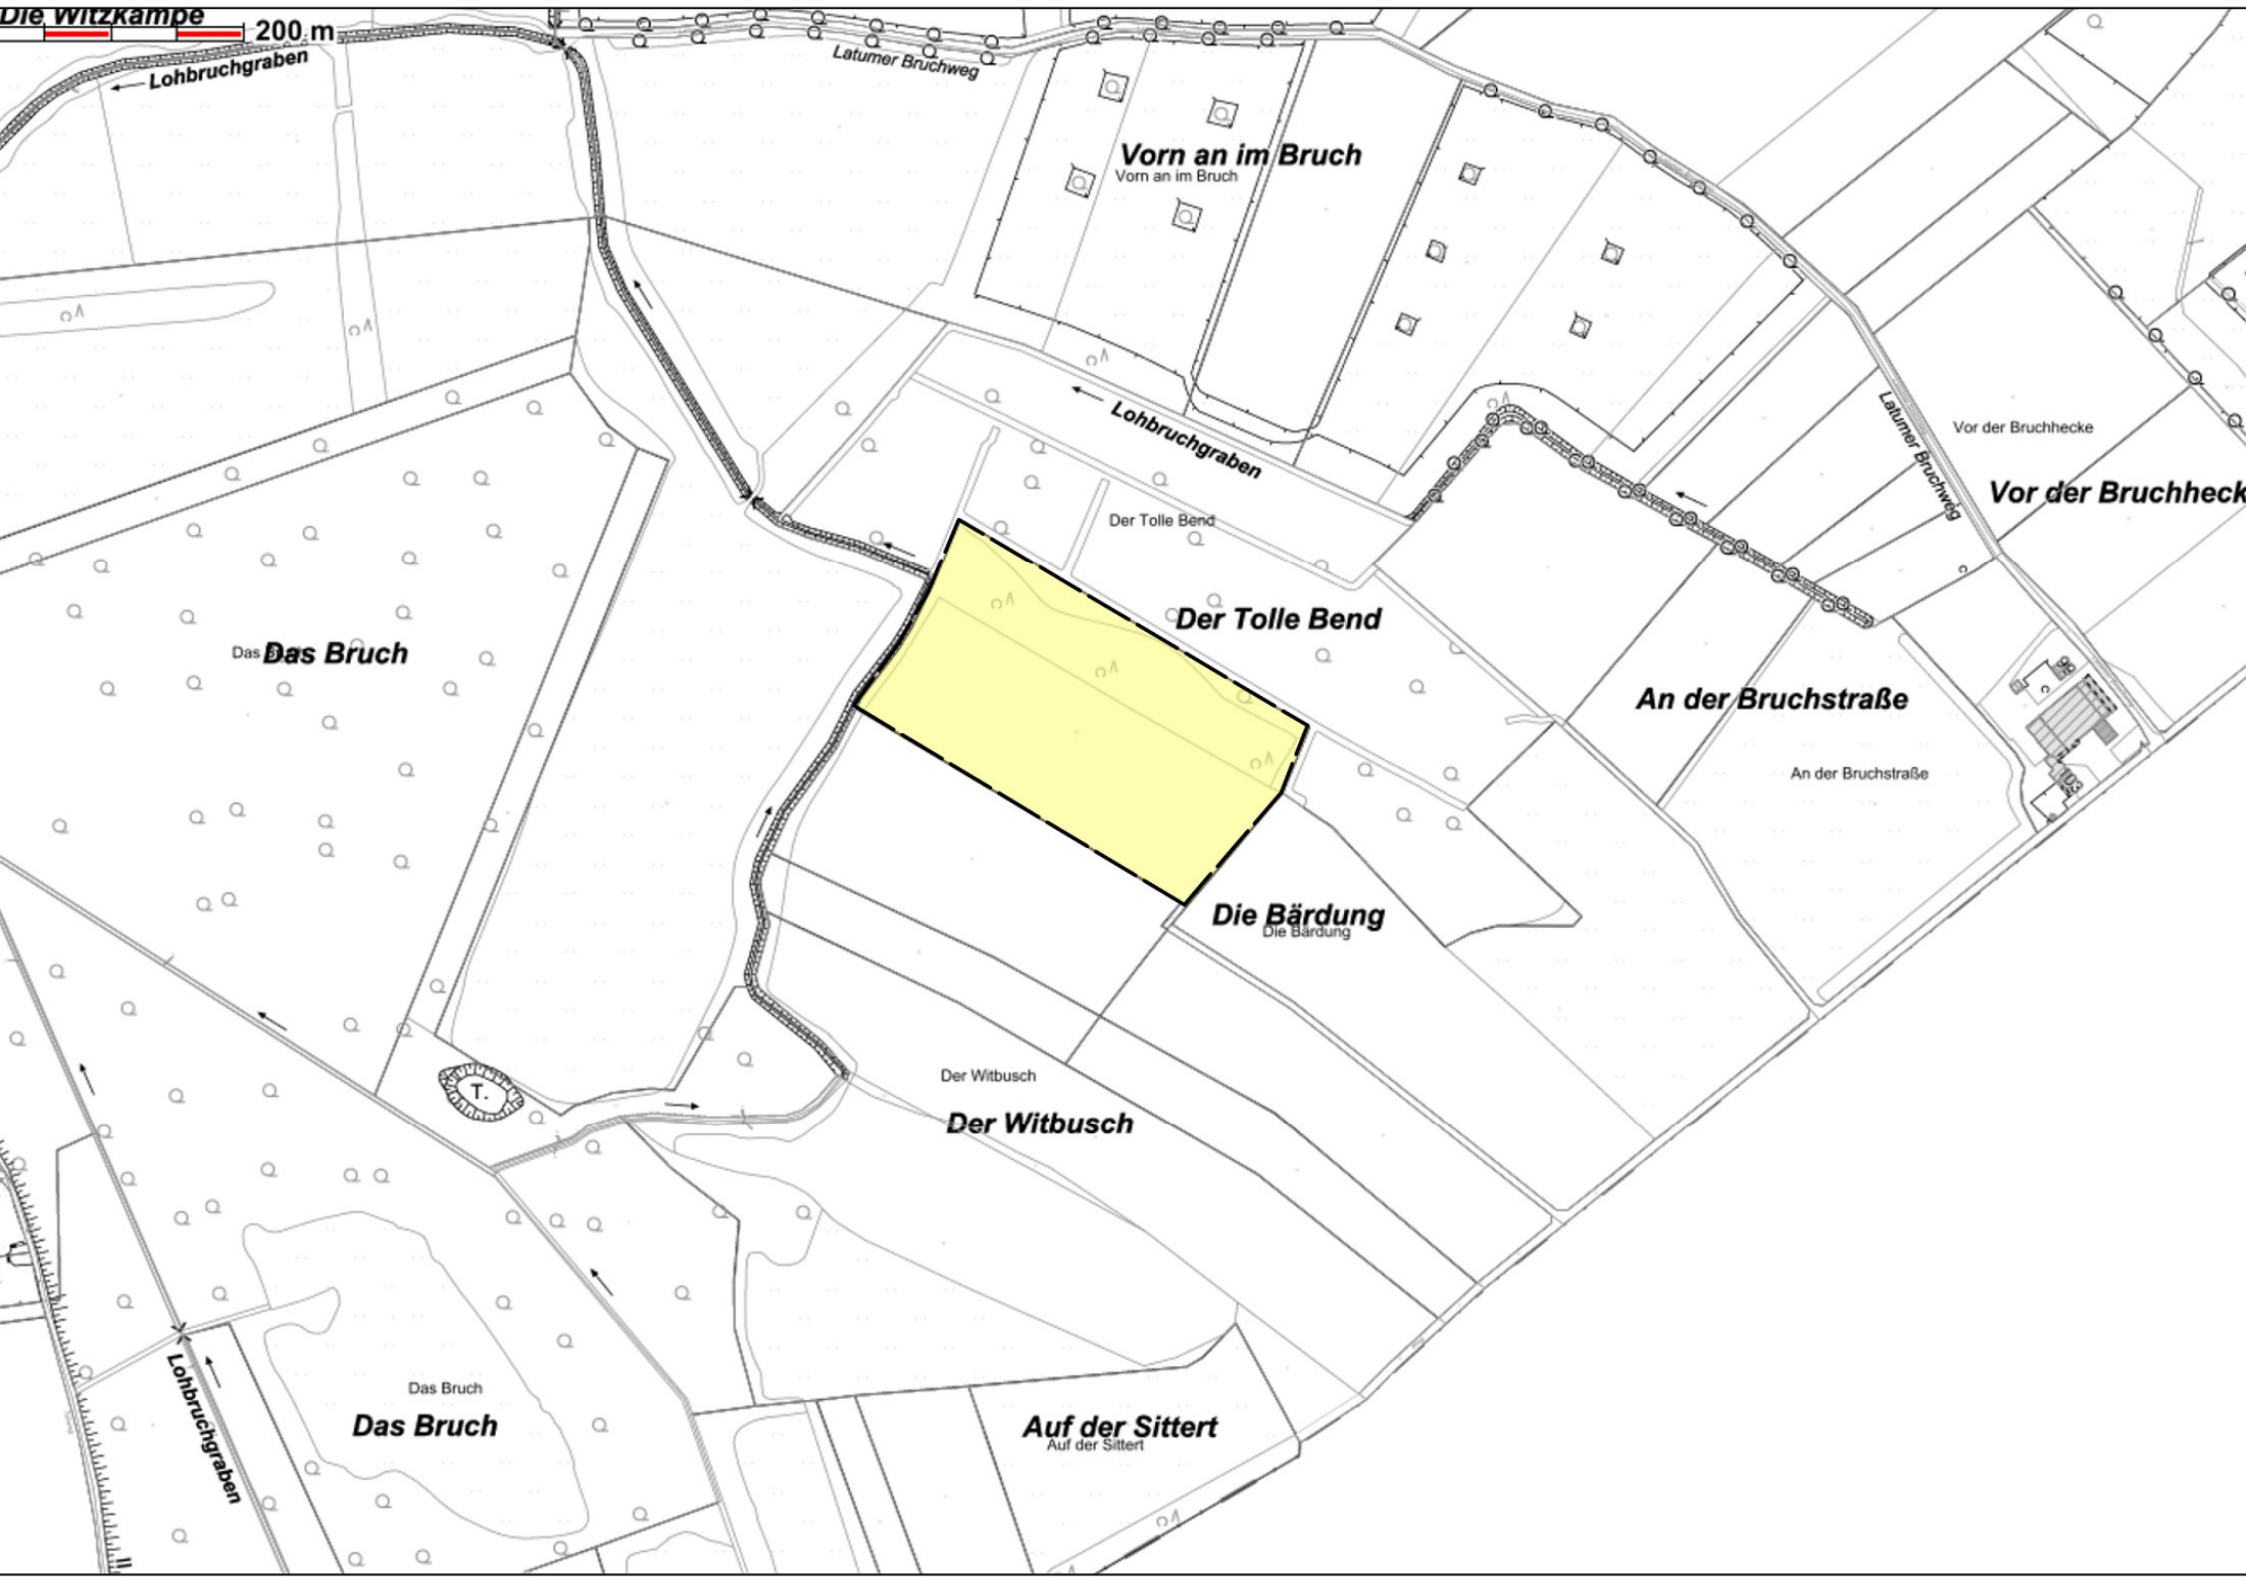 Die Witzkämpe
200 m
Lohbruchgraben
Latumer Bruchweg
Vorn an im Bruch
Vorn an im Bruch
Lohbruchgraben
Latumer Bruchweg
Vor der Bruchhecke
Vor der Bruchheck
Der Tolle Bend
Der Tolle Bend
Das Bruch
An der Bruchstraße
An der Bruchstraße
Die Bärdung
Die Bärdung
Der Witbusch
Der Witbusch
T.
Das Bruch
Das Bruch
Lohbruchgraben
Auf der Sittert
Auf der Sittert